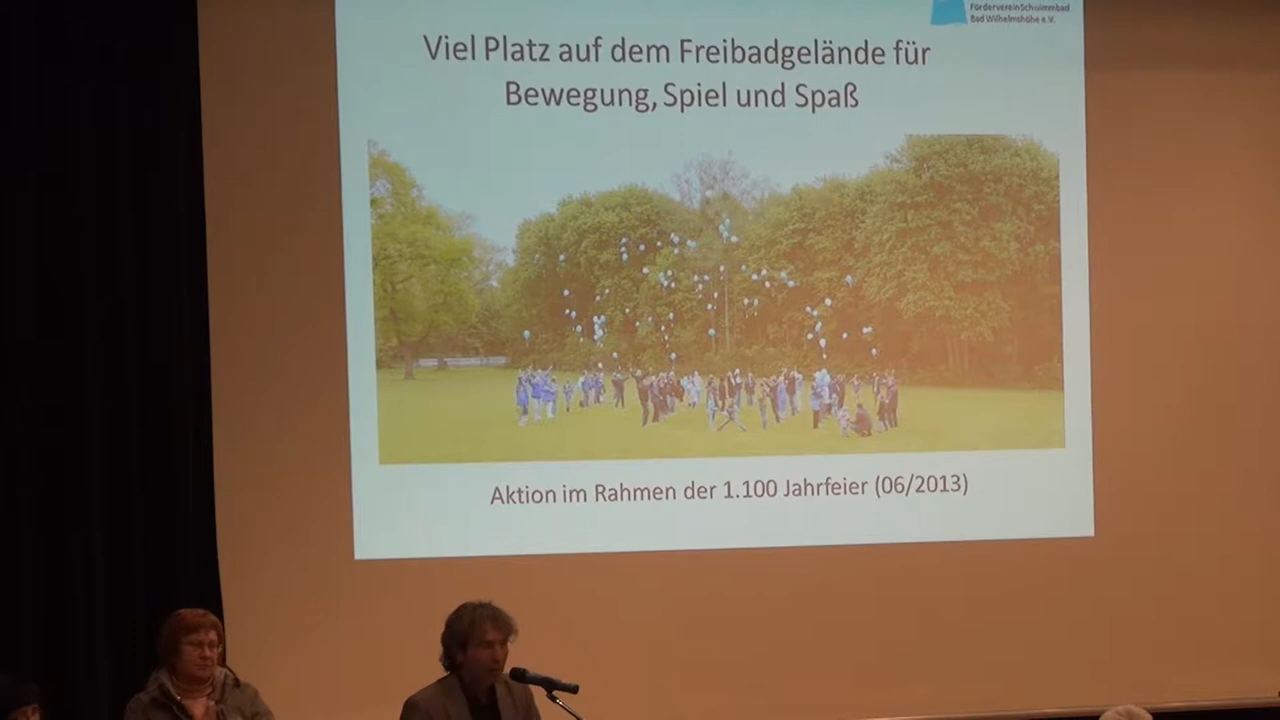 Förderverein Schwimmbad
Bad Wilhelmshöhe e.V.
Viel Platz auf dem Freibadgelände für
Bewegung, Spiel und Spaß
Aktion im Rahmen der 1.100 Jahrfeier (06/2013)